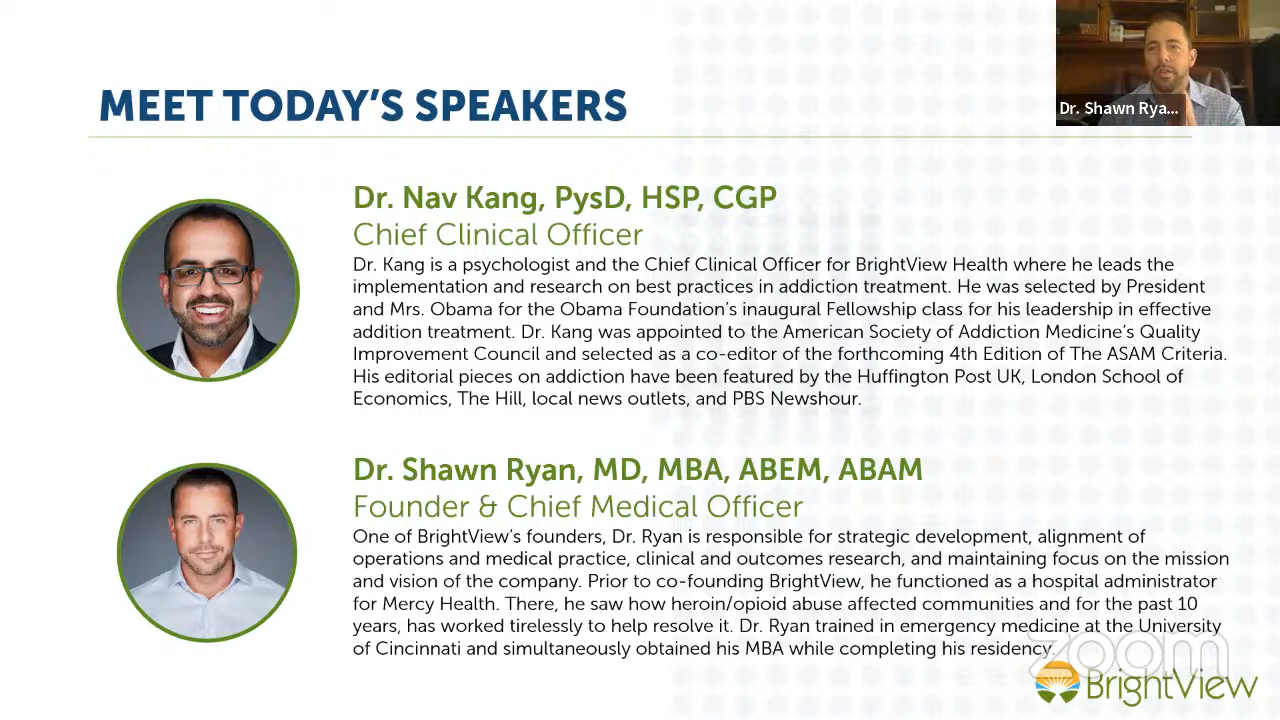 Dr. Shawn Rya...
MEET TODAY'S SPEAKERS
Dr. Nav Kang, PysD, HSP, CGP
Chief Clinical Officer
Dr. Kang is a psychologist and the Chief Clinical Officer for BrightView Health where he leads the
implementation and research on best practices in addiction treatment. He was selected by President
and Mrs. Obama for the Obama Foundation's inaugural Fellowship class for his leadership in effective
addition treatment. Dr. Kang was appointed to the American Society of Addiction Medicine's Quality
Improvement Council and selected as a co-editor of the forthcoming 4th Edition of The ASAM Criteria.
His editorial pieces on addiction have been featured by the Huffington Post UK, London School of
Economics, The Hill, local news outlets, and PBS Newshour.
Dr. Shawn Ryan, MD, MBA, ABEM, ABAM
Founder & Chief Medical Officer
One of BrightView's founders, Dr. Ryan is responsible for strategic development, alignment of
operations and medical practice, clinical and outcomes research, and maintaining focus on the mission
and vision of the company. Prior to co-founding BrightView, he functioned as a hospital administrator
for Mercy Health. There, he saw how heroin/opioid abuse affected communities and for the past 10
years, has worked tirelessly to help resolve it. Dr. Ryan trained in emergency medicine at the University
of Cincinnati and simultaneously obtained his MBA while completing his residency.
zoom
BrightView